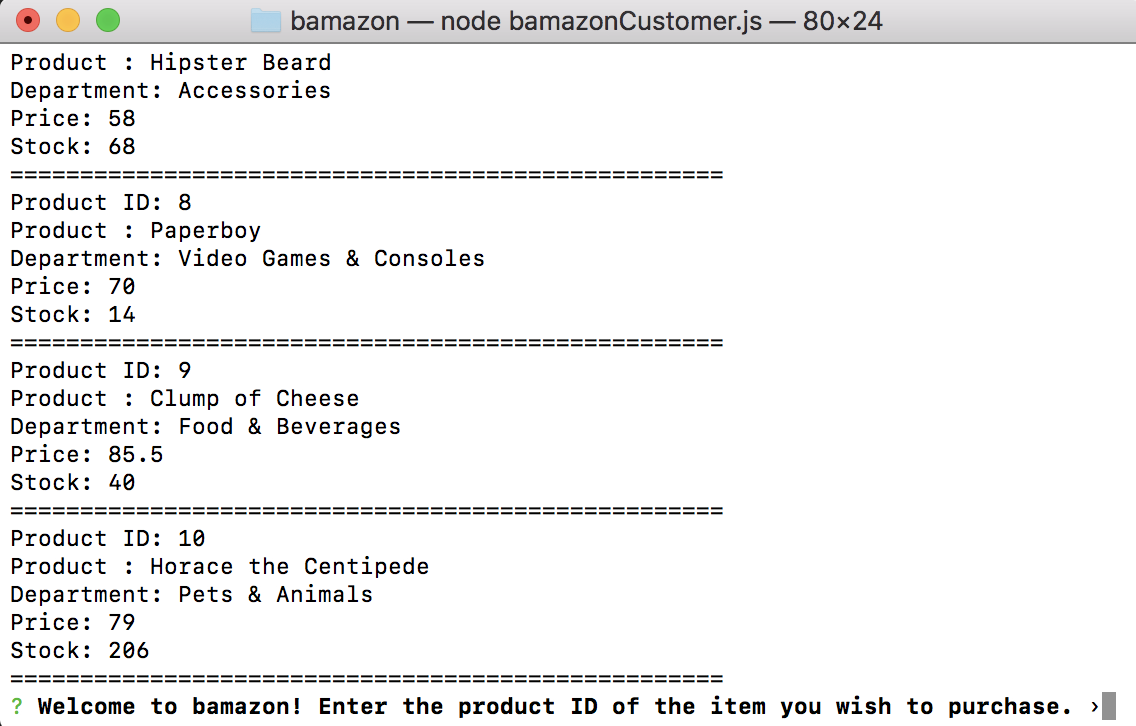 bamazon — node bamazonCustomer.js — 80×24
Product : Hipster Beard
Department: Accessories
Price: 58
Stock: 68
===================================================
Product ID: 8
Product : Paperboy
Department: Video Games & Consoles
Price: 70
Stock: 14
===================================================
Product ID: 9
Product : Clump of Cheese
Department: Food & Beverages
Price: 85.5
Stock: 40
===================================================
Product ID: 10
Product : Horace the Centipede
Department: Pets & Animals
Price: 79
Stock: 206
===================================================
? Welcome to bamazon! Enter the product ID of the item you wish to purchase. ›